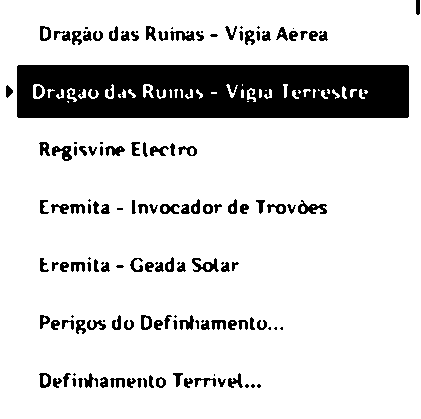 Dragão das Ruínas - Vigia Aérea
Dragão das Ruínas - Vigia Terrestre
Regisvine Electro
Eremita - Invocador de Trovões
Eremita - Geada Solar
Perigos do Definhamento...
Definhamento Terrível...